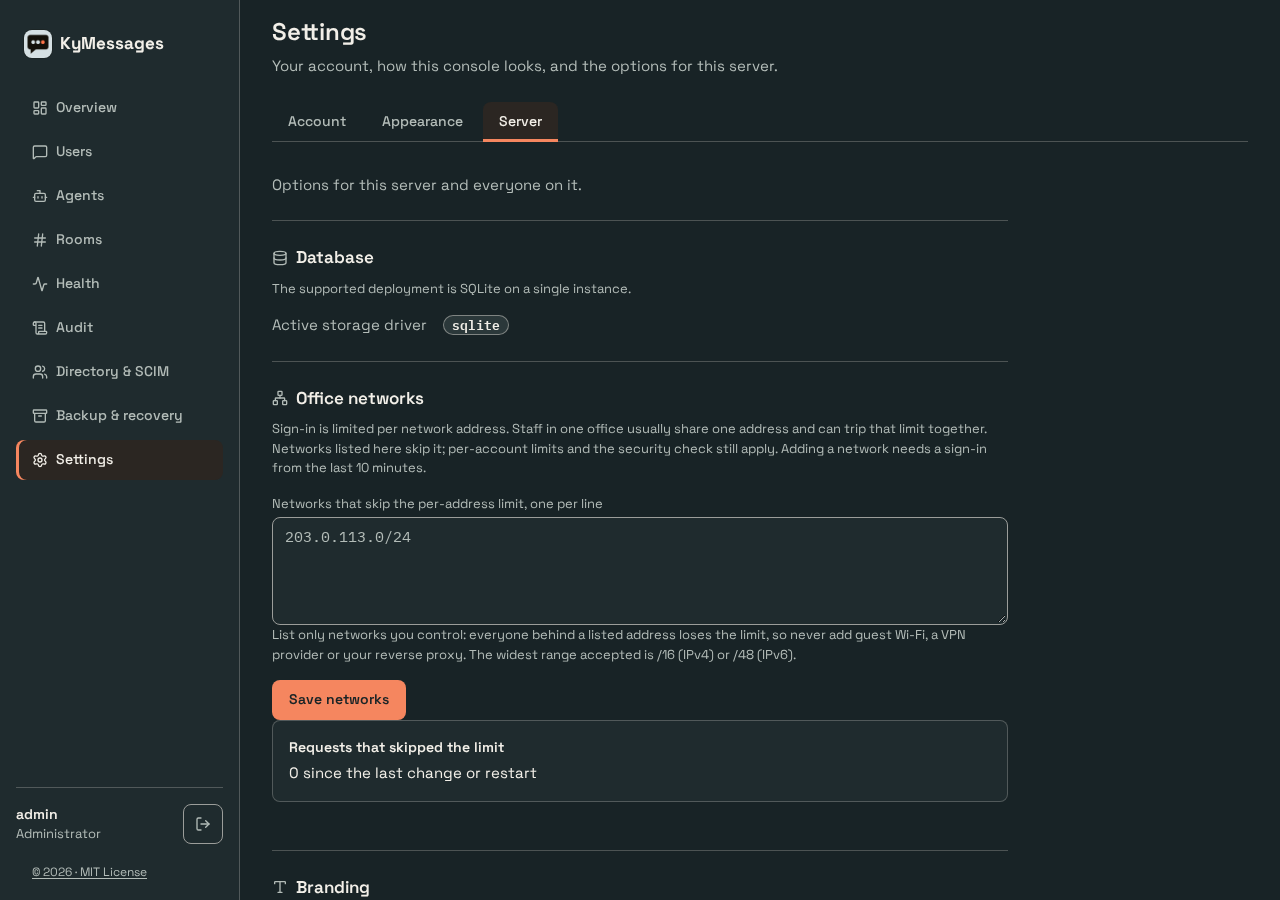 KyMessages
Overview
Users
Agents
Rooms
Health
Audit
Directory & SCIM
Backup & recovery
Settings
admin
Administrator
© 2026 · MIT License
Settings
Your account, how this console looks, and the options for this server.
Account
Appearance
Server
Options for this server and everyone on it.
Database
The supported deployment is SQLite on a single instance.
Active storage driver sqlite
Office networks
Sign-in is limited per network address. Staff in one office usually share one address and can trip that limit together.
Networks listed here skip it; per-account limits and the security check still apply. Adding a network needs a sign-in
from the last 10 minutes.
Networks that skip the per-address limit, one per line
203.0.113.0/24
List only networks you control: everyone behind a listed address loses the limit, so never add guest Wi-Fi, a VPN
provider or your reverse proxy. The widest range accepted is /16 (IPv4) or /48 (IPv6).
Save networks
Requests that skipped the limit
0 since the last change or restart
Branding